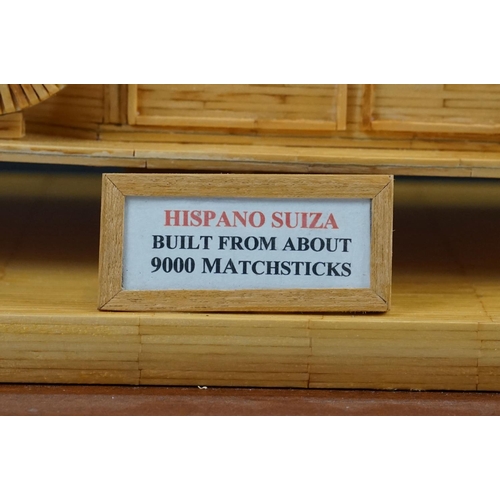 HISPANO SUIZA
BUILT FROM ABOUT
9000 MATCHSTICKS